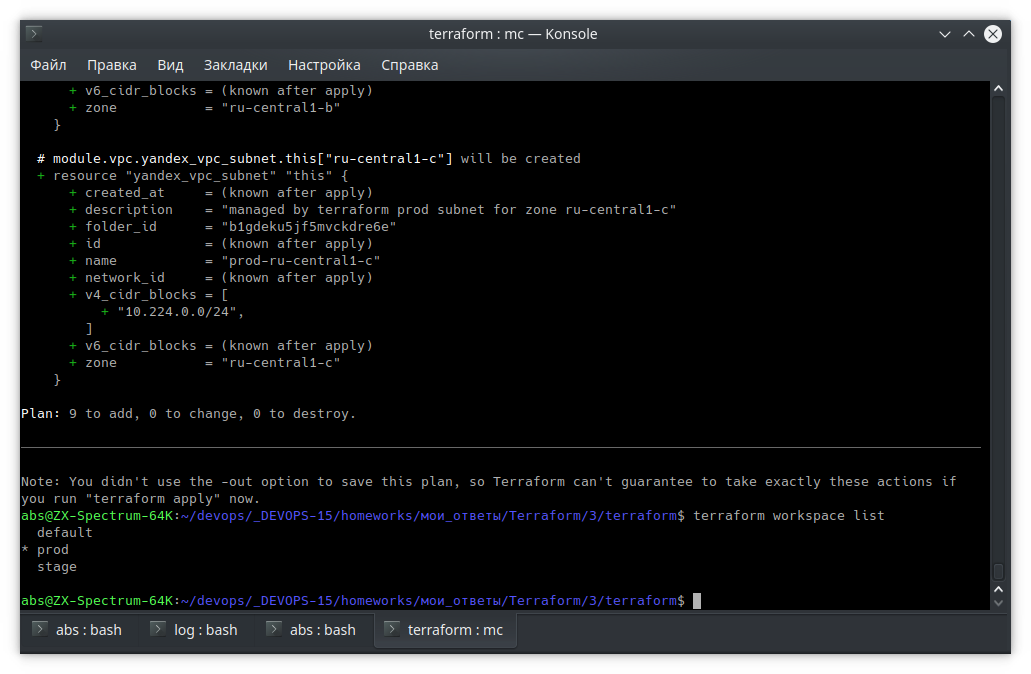 terraform : mc — Konsole
Файл Правка Вид Закладки Настройка Справка
+ v6_cidr_blocks = (known after apply)
+ zone = "ru-central1-b"
}
# module.vpc.yandex_vpc_subnet.this["ru-central1-c"] will be created
+ resource "yandex_vpc_subnet" "this" {
+ created_at = (known after apply)
+ description = "managed by terraform prod subnet for zone ru-central1-c"
+ folder_id = "b1gdeku5jf5mvckdre6e"
+ id = (known after apply)
+ name = "prod-ru-central1-c"
+ network_id = (known after apply)
+ v4_cidr_blocks = [
+ "10.224.0.0/24",
]
+ v6_cidr_blocks = (known after apply)
+ zone = "ru-central1-c"
}
Plan: 9 to add, 0 to change, 0 to destroy.
Note: You didn't use the -out option to save this plan, so Terraform can't guarantee to take exactly these actions if
you run "terraform apply" now.
abs@ZX-Spectrum-64K:~/devops/_DEVOPS-15/homeworks/мои_ответы/Terraform/3/terraform$ terraform workspace list
default
* prod
stage
abs@ZX-Spectrum-64K:~/devops/_DEVOPS-15/homeworks/мои_ответы/Terraform/3/terraform$
abs : bash log : bash abs : bash terraform : mc